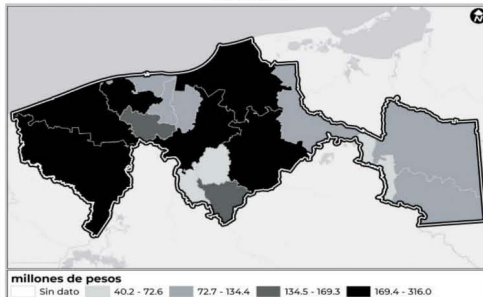 millones de pesos
Sin dato 40.2 - 72.6 72.7 - 134.4 134.5 - 169.3 169.4 - 316.0